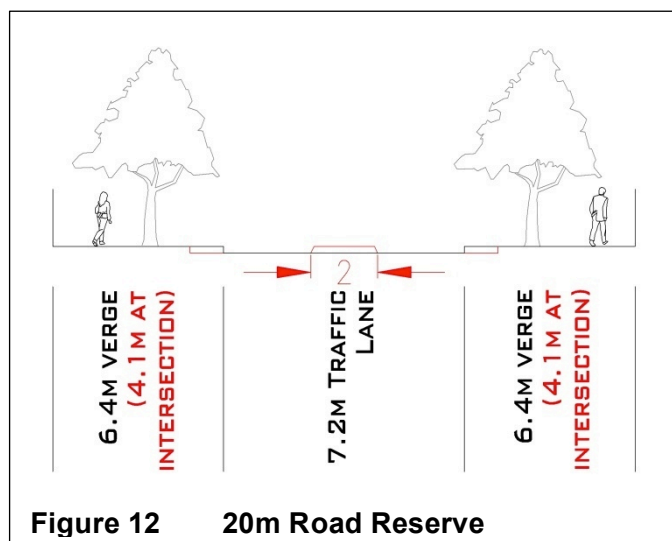 2
6.4M VERGE
(4.1M AT
INTERSECTION)
7.2M TRAFFIC
LANE
6.4M VERGE
(4.1M AT
INTERSECTION)
Figure 12 20m Road Reserve